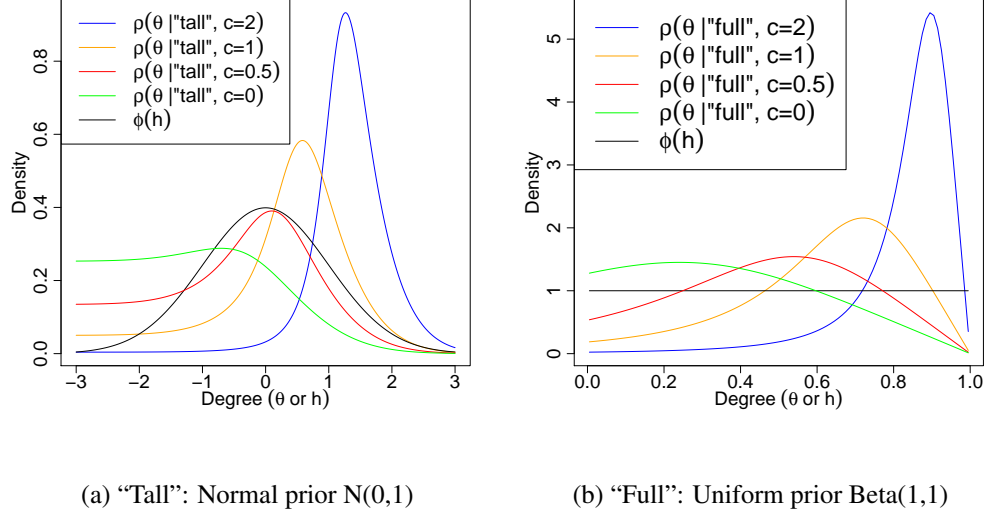 ρ(θ |"tall", c=2)
ρ(θ |"tall", c=1)
ρ(θ |"tall", c=0.5)
ρ(θ |"tall", c=0)
ϕ(h)
Density
0.0 0.2 0.4 0.6 0.8
−3 −2 −1 0 1 2 3
Degree (θ or h)
ρ(θ |"full", c=2)
ρ(θ |"full", c=1)
ρ(θ |"full", c=0.5)
ρ(θ |"full", c=0)
ϕ(h)
Density
0 1 2 3 4 5
0.0 0.2 0.4 0.6 0.8 1.0
Degree (θ or h)
(a) “Tall”: Normal prior N(0,1)
(b) “Full”: Uniform prior Beta(1,1)